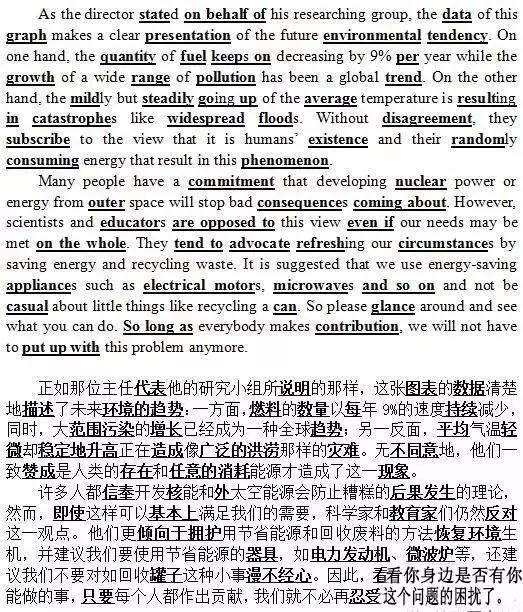 As the director stated on behalf of his researching group, the data of this
graph makes a clear presentation of the future environmental tendency. On
one hand, the quantity of fuel keeps on decreasing by 9% per year while the
growth of a wide range of pollution has been a global trend. On the other
hand, the mildly but steadily going up of the average temperature is resulting
in catastrophes like widespread floods. Without disagreement, they
subscribe to the view that it is humans' existence and their randomly
consuming energy that result in this phenomenon.
Many people have a commitment that developing nuclear power or
energy from outer space will stop bad consequences coming about. However,
scientists and educators are opposed to this view even if our needs may be
met on the whole. They tend to advocate refreshing our circumstances by
saving energy and recycling waste. It is suggested that we use energy-saving
appliances such as electrical motors, microwaves and so on and not be
casual about little things like recycling a can. So please glance around and see
what you can do. So long as everybody makes contribution, we will not have
to put up with this problem anymore.
正如那位主任代表他的研究小组所说明的那样，这张图表的数据清楚
地描述了未来环境的趋势：一方面，燃料的数量以每年 9%的速度持续减少，
同时，大范围污染的增长已经成为一种全球趋势；另一反面，平均气温轻
微却稳定地升高正在造成像广泛的洪涝那样的灾难。无不同意地，他们一
致赞成是人类的存在和任意的消耗能源才造成了这一现象。
许多人都信奉开发核能和外太空能源会防止糟糕的后果发生的理论，
然而，即使这样可以基本上满足我们的需要，科学家和教育家们仍然反对
这一观点。他们更倾向于拥护用节省能源和回收废料的方法恢复环境生
机，并建议我们要使用节省能源的器具，如电力发动机、微波炉等，还建
议我们不要对如回收罐子这种小事漫不经心。因此，看看你身边是否有你
能做的事，只要每个人都作出贡献，我们就不必再忍受这个问题的困扰了。